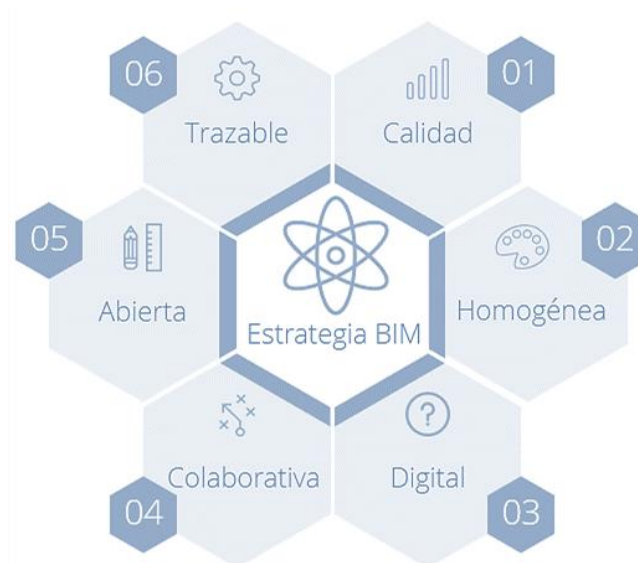 06
01
Trazable
Calidad
05
02
Abierta
Estrategia BIM
Homogénea
Colaborativa
Digital
04
03
?